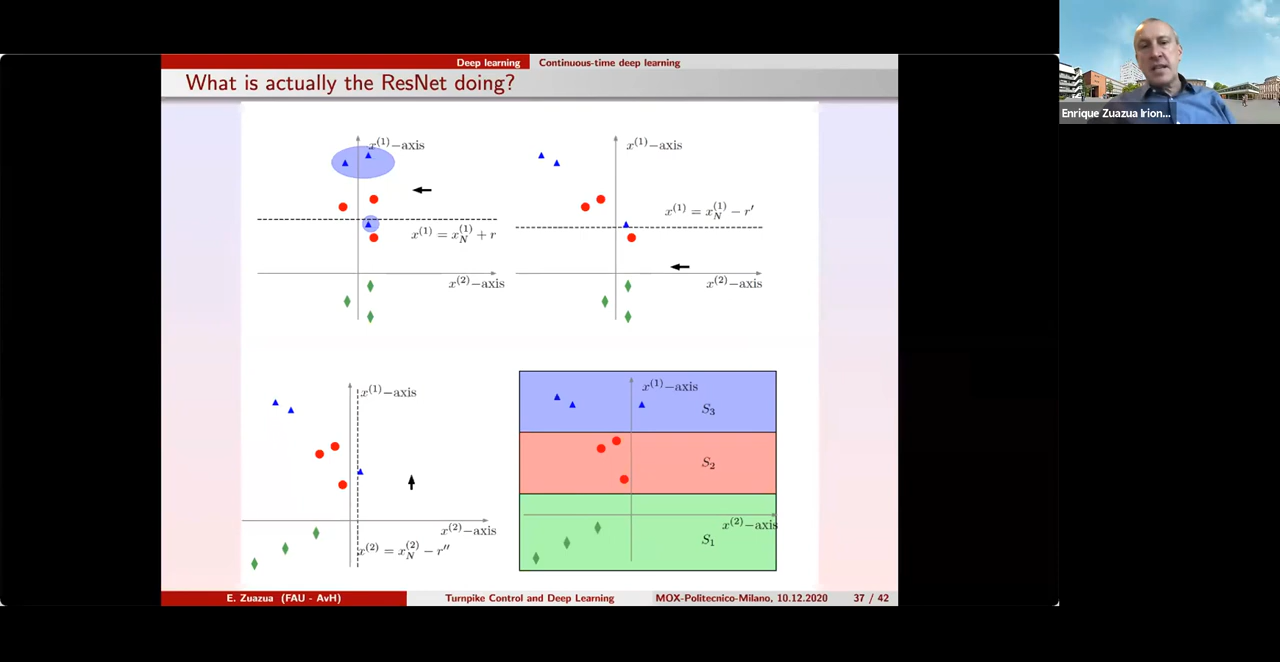 Deep learning Continuous-time deep learning
What is actually the ResNet doing?
Enrique Zuazua Irion...
x^{(1)}−axis
x^{(1)} = x_N^{(1)} + r
x^{(2)}−axis
x^{(1)}−axis
x^{(1)} = x_N^{(1)} − r′
x^{(2)}−axis
x^{(1)}−axis
x^{(2)}−axis
x^{(2)} = x_N^{(2)} − r″
x^{(1)}−axis
S_3
S_2
x^{(2)}−axis
S_1
E. Zuazua (FAU - AvH) Turnpike Control and Deep Learning MOX-Politecnico-Milano, 10.12.2020 37 / 42